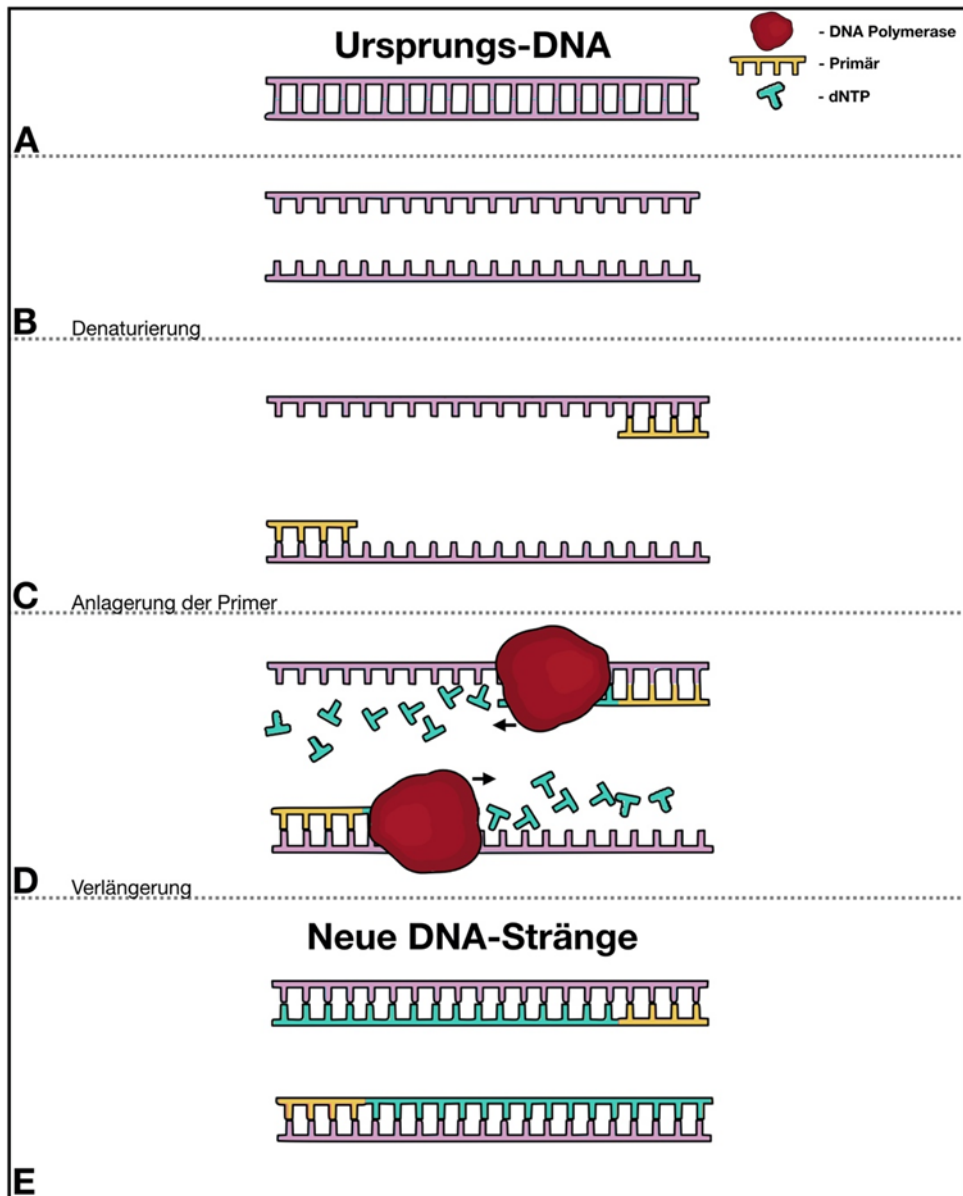 Ursprungs-DNA
- DNA Polymerase
- Primär
- dNTP
A
B Denaturierung
C Anlagerung der Primer
D Verlängerung
Neue DNA-Stränge
E